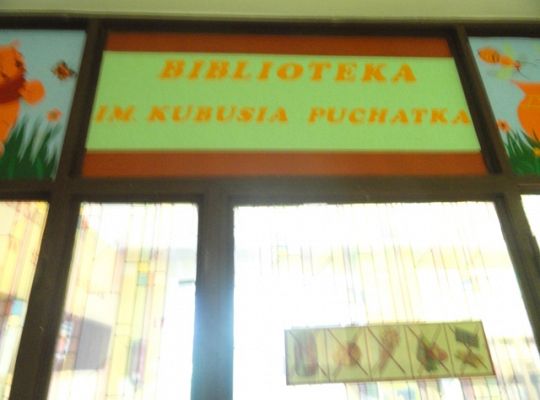 BIBLIOTEKA
IM KUBUSIA PUCHATKA